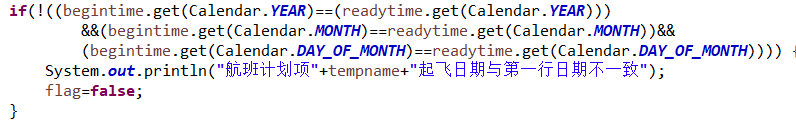 if(!((begintime.get(Calendar.YEAR)==(readytime.get(Calendar.YEAR)))
&&(begintime.get(Calendar.MONTH)==readytime.get(Calendar.MONTH))&&
(begintime.get(Calendar.DAY_OF_MONTH)==readytime.get(Calendar.DAY_OF_MONTH)))) {
System.out.println("航班计划项"+tempname+"起飞日期与第一行日期不一致");
flag=false;
}